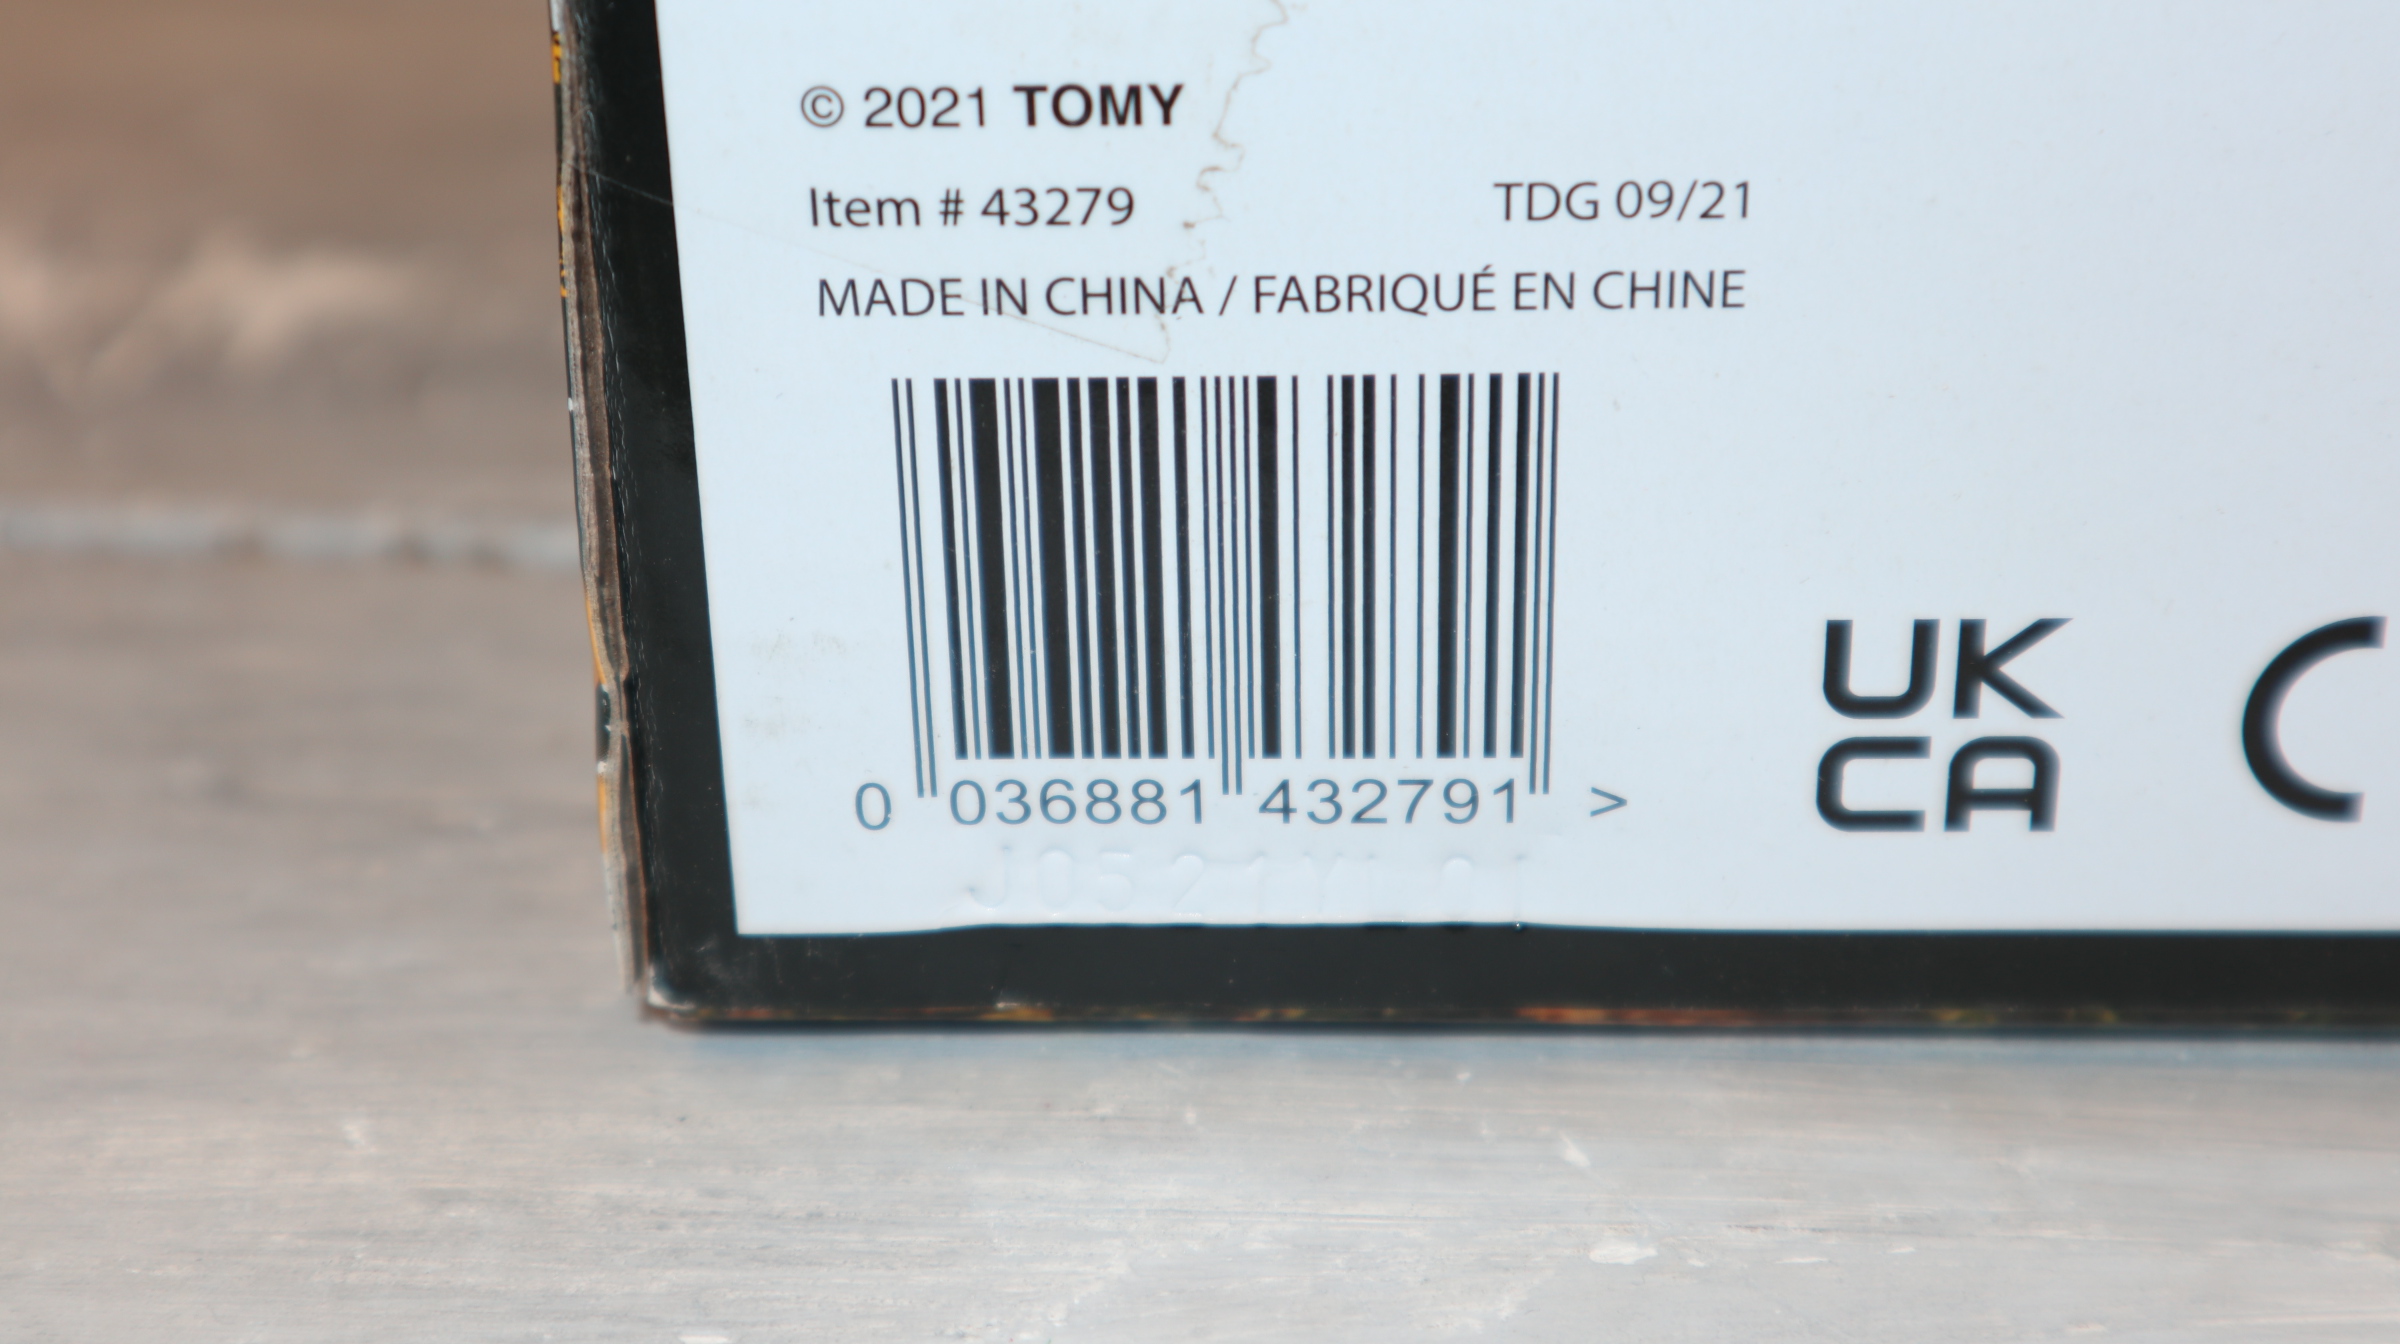 © 2021 TOMY
Item # 43279 TDG 09/21
MADE IN CHINA / FABRIQUÉ EN CHINE
0 036881 432791 >
UK
CA